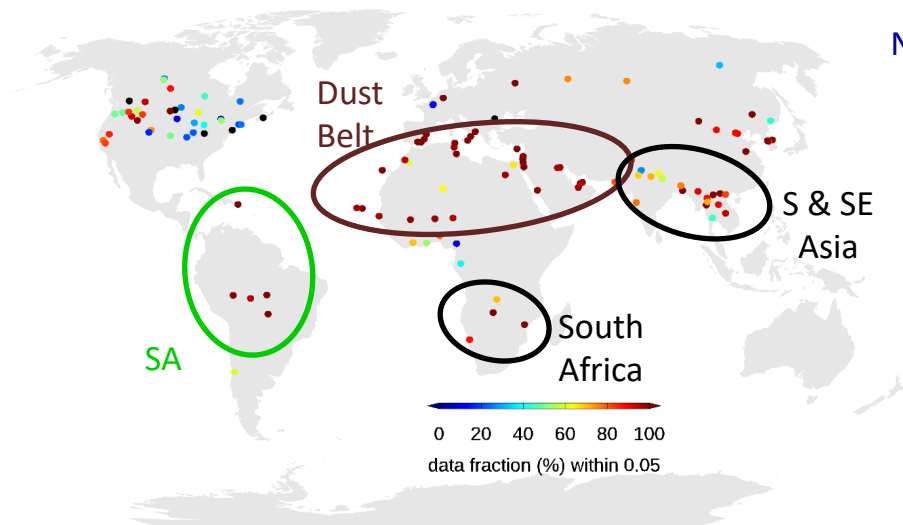 N
Dust
Belt
S & SE
Asia
South
Africa
SA
0 20 40 60 80 100
data fraction (%) within 0.05